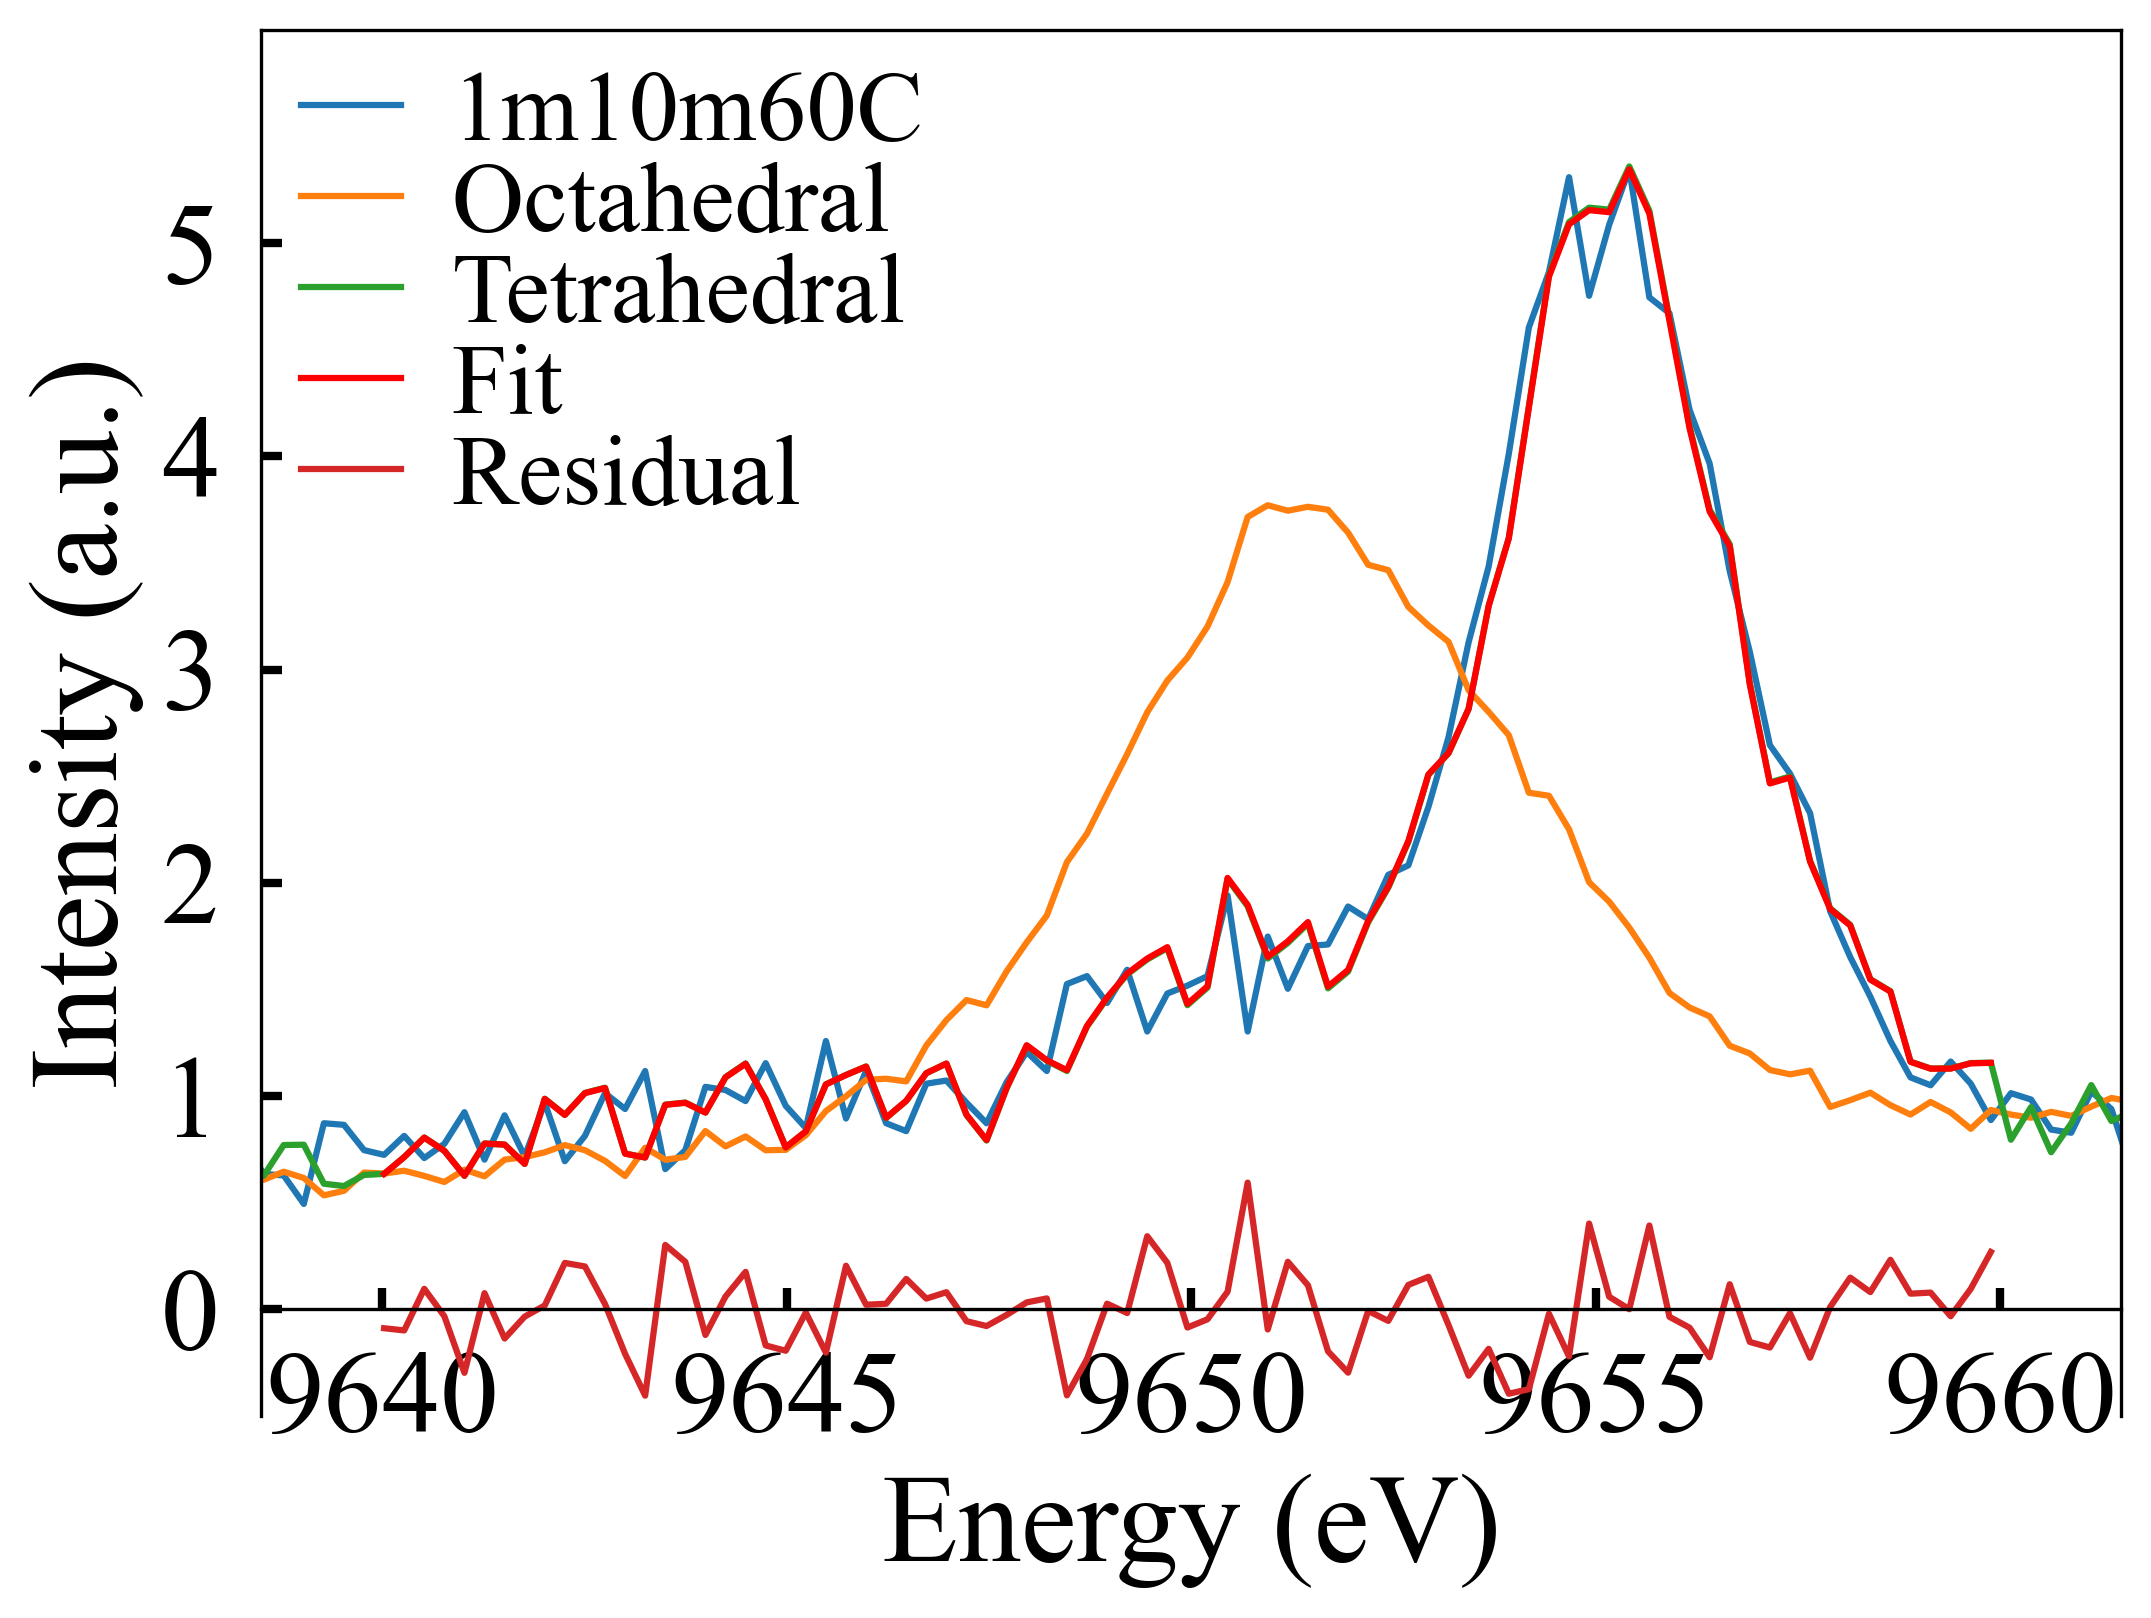 1m10m60C
Octahedral
Tetrahedral
Fit
Residual
5
4
3
2
1
0
Intensity (a.u.)
9640 9645 9650 9655 9660
Energy (eV)